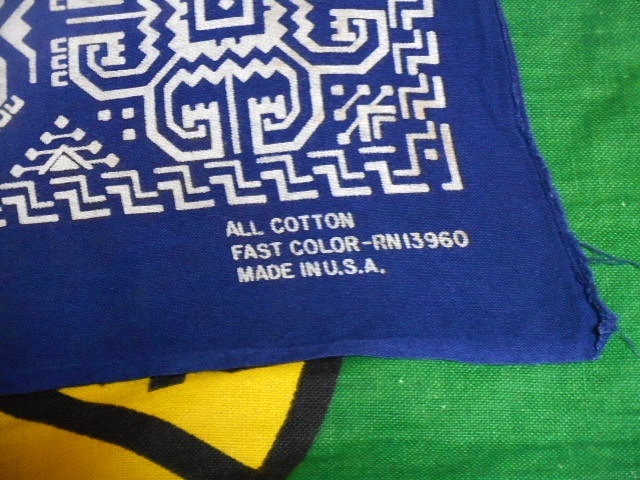 ALL COTTON
FAST COLOR-RN13960
MADE IN U.S.A.